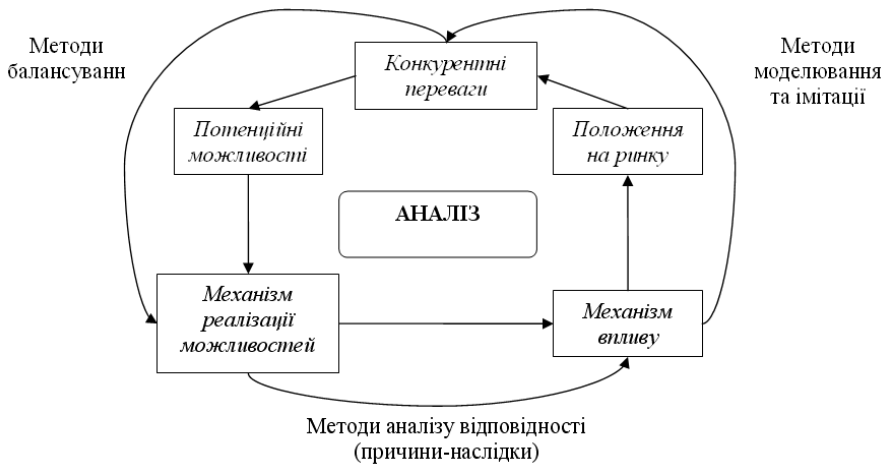 Методи
балансуванн
Конкурентні
переваги
Методи
моделювання
та імітації
Потенційні
можливості
Положення
на ринку
АНАЛІЗ
Механізм
реалізації
можливостей
Механізм
впливу
Методи аналізу відповідності
(причини-наслідки)